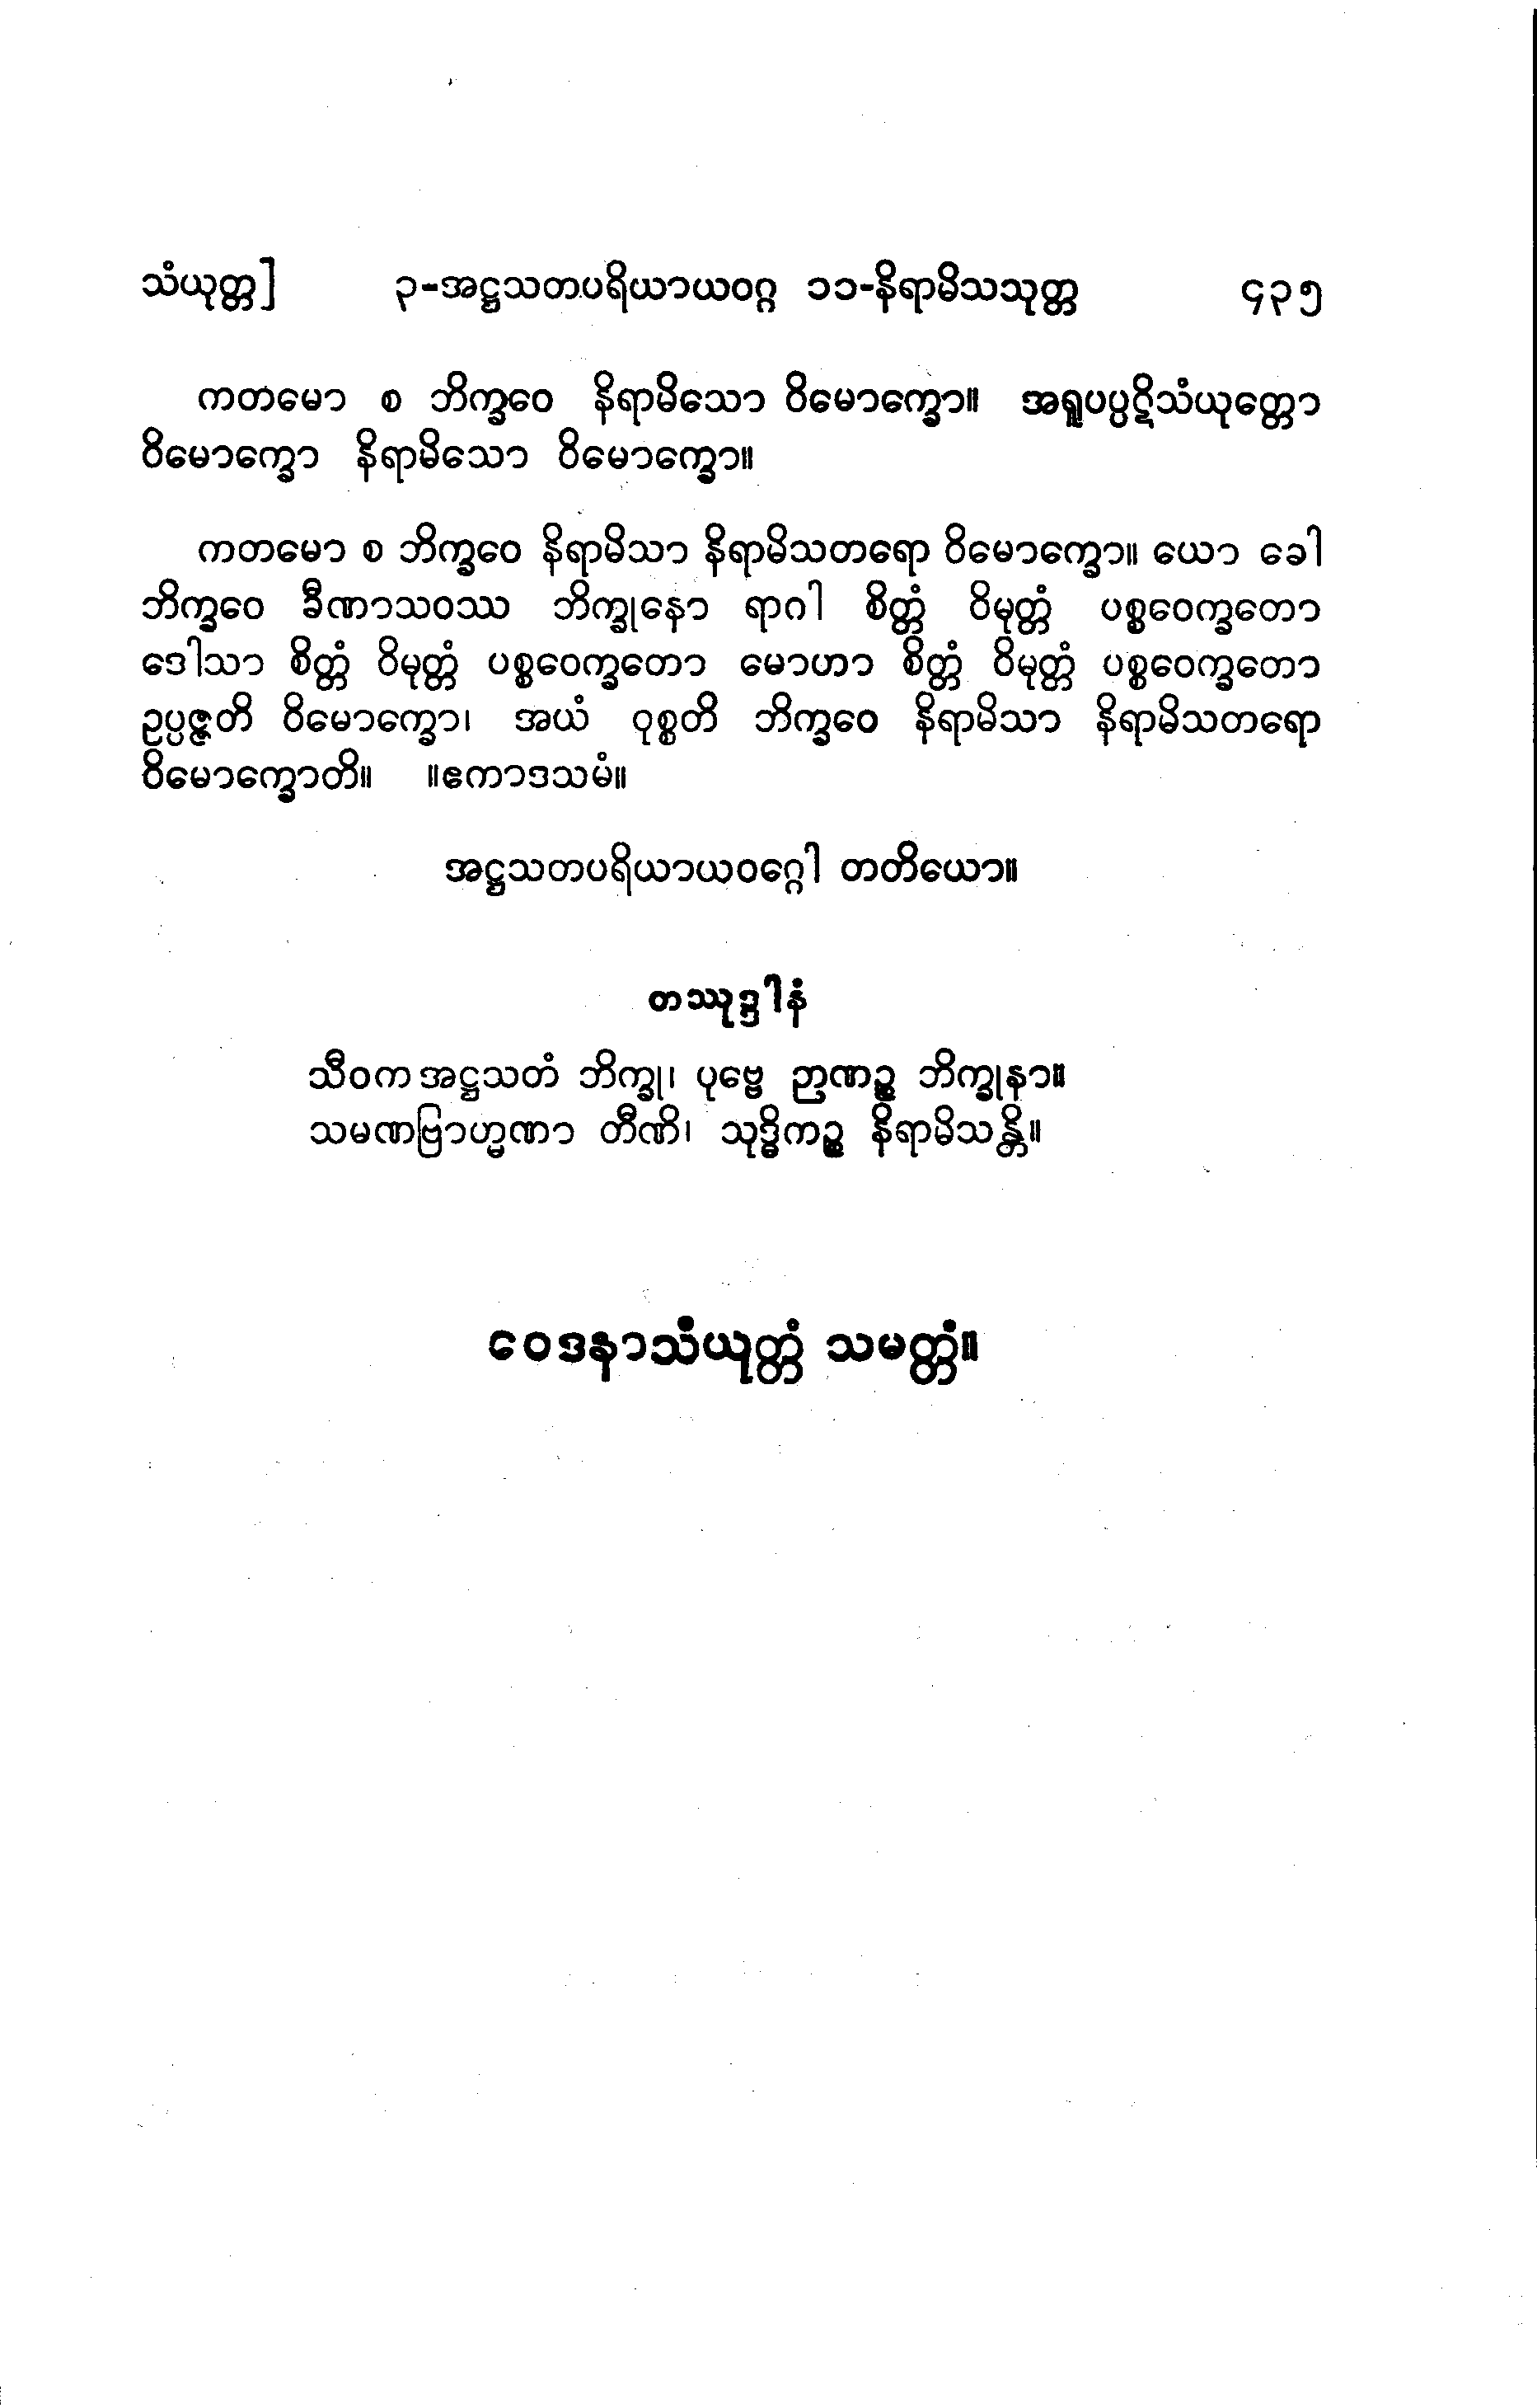 သံယုတ္တ] ၃-အဋ္ဌသတပရိယာယဝဂ္ဂ ၁၁-နိရာမိသသုတ္တ ၄၃၅
ကတမော စ ဘိက္ခဝေ နိရာမိသော ဝိမောက္ခော။ အရူပပ္ပဋိသံယုတ္တော
ဝိမောက္ခော နိရာမိသော ဝိမောက္ခော။
ကတမော စ ဘိက္ခဝေ နိရာမိသာ နိရာမိသတရော ဝိမောက္ခော။ ယော ခေါ
ဘိက္ခဝေ ခီဏာသဝဿ ဘိက္ခုနော ရာဂါ စိတ္တံ ဝိမုတ္တံ ပစ္စဝေက္ခတော
ဒေါသာ စိတ္တံ ဝိမုတ္တံ ပစ္စဝေက္ခတော မောဟာ စိတ္တံ ဝိမုတ္တံ ပစ္စဝေက္ခတော
ဥပ္ပဇ္ဇတိ ဝိမောက္ခော၊ အယံ ဝုစ္စတိ ဘိက္ခဝေ နိရာမိသာ နိရာမိသတရော
ဝိမောက္ခောတိ။ ။ဧကာဒသမံ။
အဋ္ဌသတပရိယာယဝဂ္ဂေါ တတိယော။
တဿုဒ္ဒါနံ
သီဝကအဋ္ဌသတံ ဘိက္ခု၊ ပုဗ္ဗေ ဉာဏဉ္စ ဘိက္ခုနာ။
သမဏဗြာဟ္မဏာ တီဏိ၊ သုဒ္ဓိကဉ္စ နိရာမိသန္တိ။
ဝေဒနာသံယုတ္တံ သမတ္တံ။